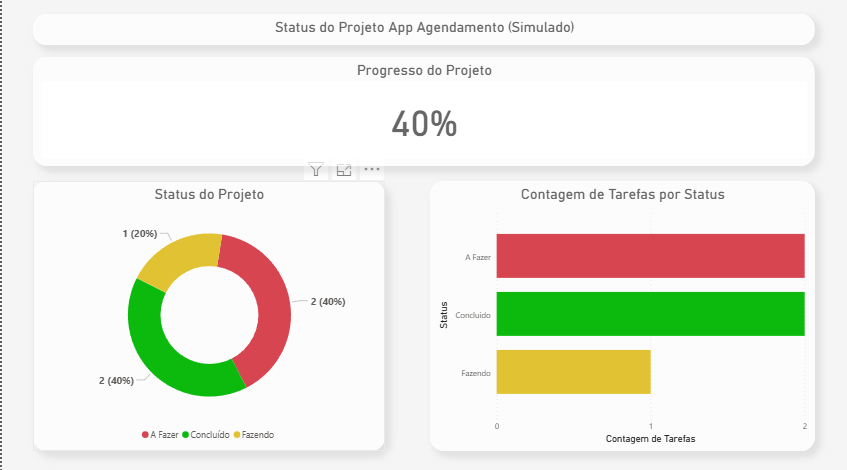 Status do Projeto App Agendamento (Simulado)
Progresso do Projeto
40%
Status do Projeto
1 (20%)
2 (40%)
2 (40%)
A Fazer Concluído Fazendo
Contagem de Tarefas por Status
Status
A Fazer
Concluído
Fazendo
0 1 2
Contagem de Tarefas